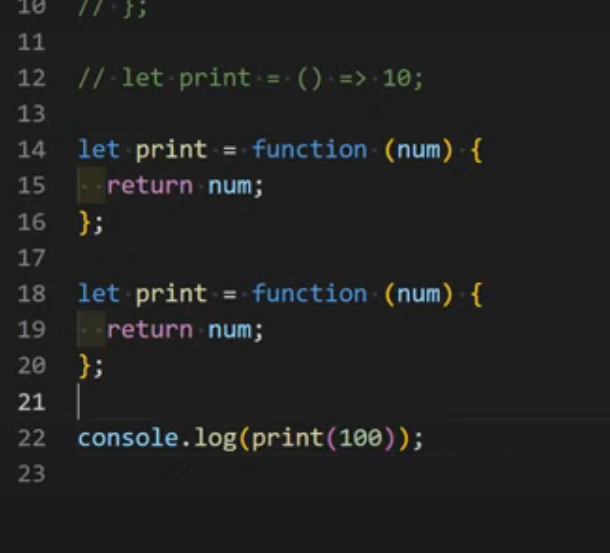 10 // };
11
12 // let print = () => 10;
13
14 let print = function (num) {
15 return num;
16 };
17
18 let print = function (num) {
19 return num;
20 };
21
22 console.log(print(100));
23